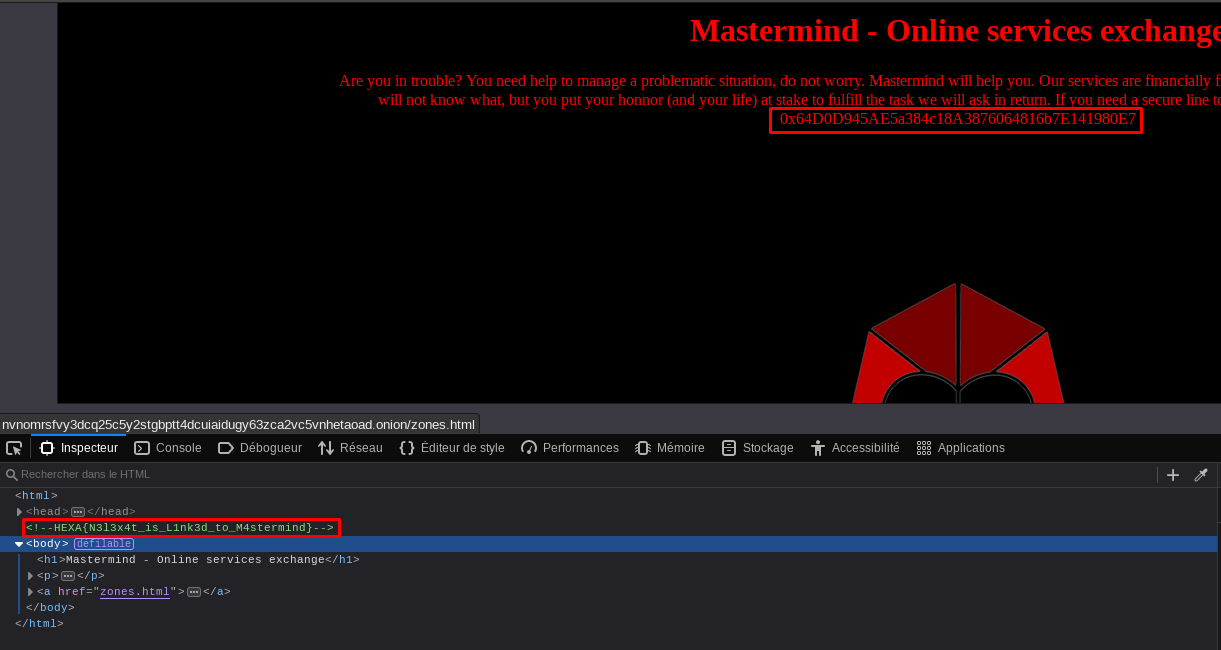 Mastermind - Online services exchange
Are you in trouble? You need help to manage a problematic situation, do not worry. Mastermind will help you. Our services are financially
will not know what, but you put your honnor (and your life) at stake to fulfill the task we will ask in return. If you need a secure line
0x64D0D945AE5a384c18A3876064816b7E141980E7
nvnomrsfvy3dcq25c5y2stgbptt4dcuiaidugy63zca2vc5vnhetaoad.onion/zones.html
Inspecteur Console Débogueur Réseau Éditeur de style Performances Mémoire Stockage Accessibilité Applications
Rechercher dans le HTML
<html>
<head></head>
<!--HEXA{N3l3x4t_is_L1nk3d_to_M4stermind}-->
<body> défilable
<h1>Mastermind - Online services exchange</h1>
<p></p>
<a href="zones.html"></a>
</body>
</html>